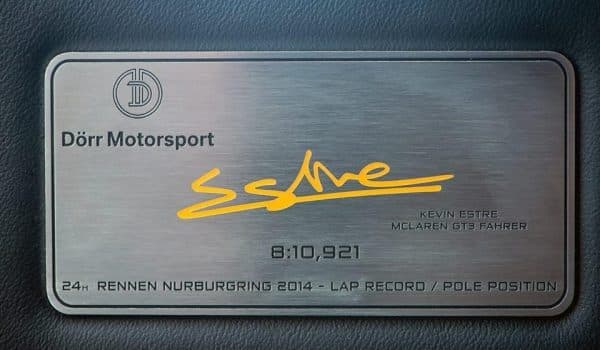 Dörr Motorsport
Estre
KEVIN ESTRE
MCLAREN GT3 FAHRER
8:10,921
24H RENNEN NURBURGRING 2014 - LAP RECORD / POLE POSITION